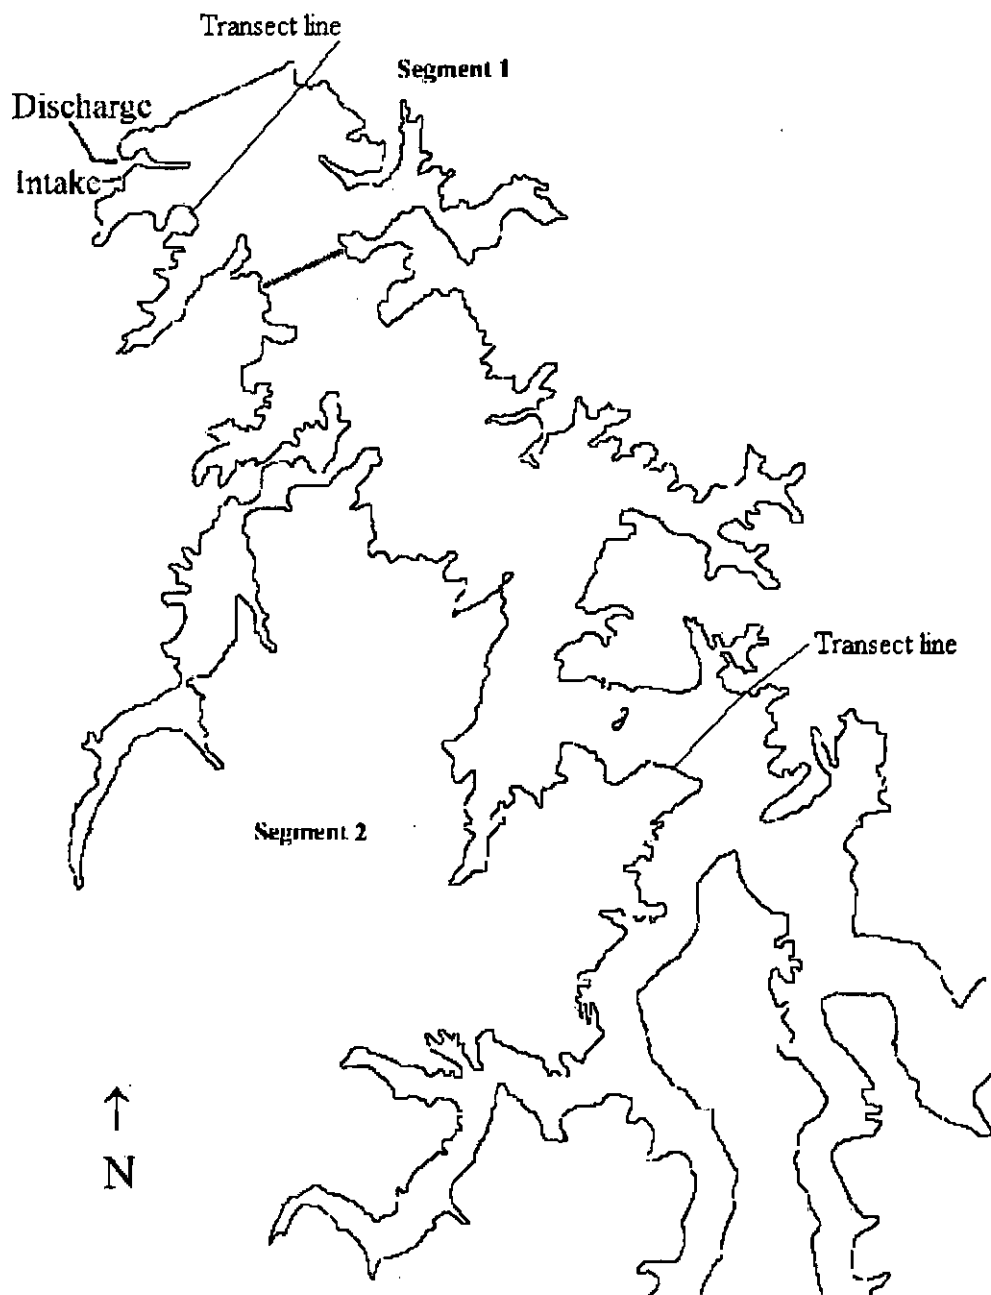 Transect line
Segment 1
Discharge
Intake
Transect line
Segment 2
N